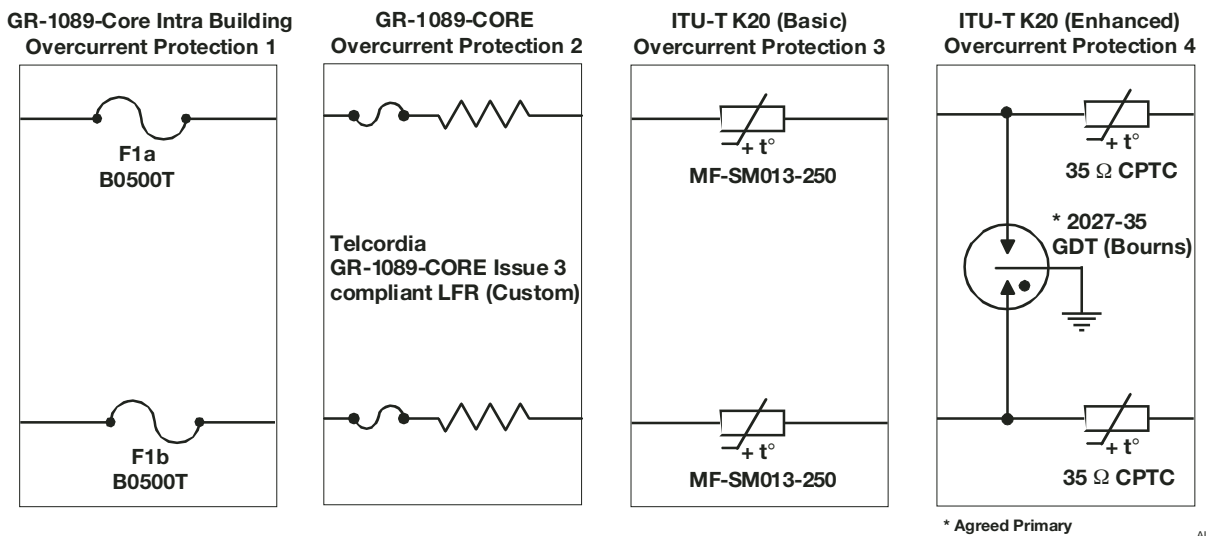 GR-1089-Core Intra Building
Overcurrent Protection 1
F1a
B0500T
F1b
B0500T
GR-1089-CORE
Overcurrent Protection 2
Telcordia
GR-1089-CORE Issue 3
compliant LFR (Custom)
ITU-T K20 (Basic)
Overcurrent Protection 3
+ t°
MF-SM013-250
+ t°
MF-SM013-250
ITU-T K20 (Enhanced)
Overcurrent Protection 4
+ t°
35 Ω CPTC
* 2027-35
GDT (Bourns)
+ t°
35 Ω CPTC
* Agreed Primary